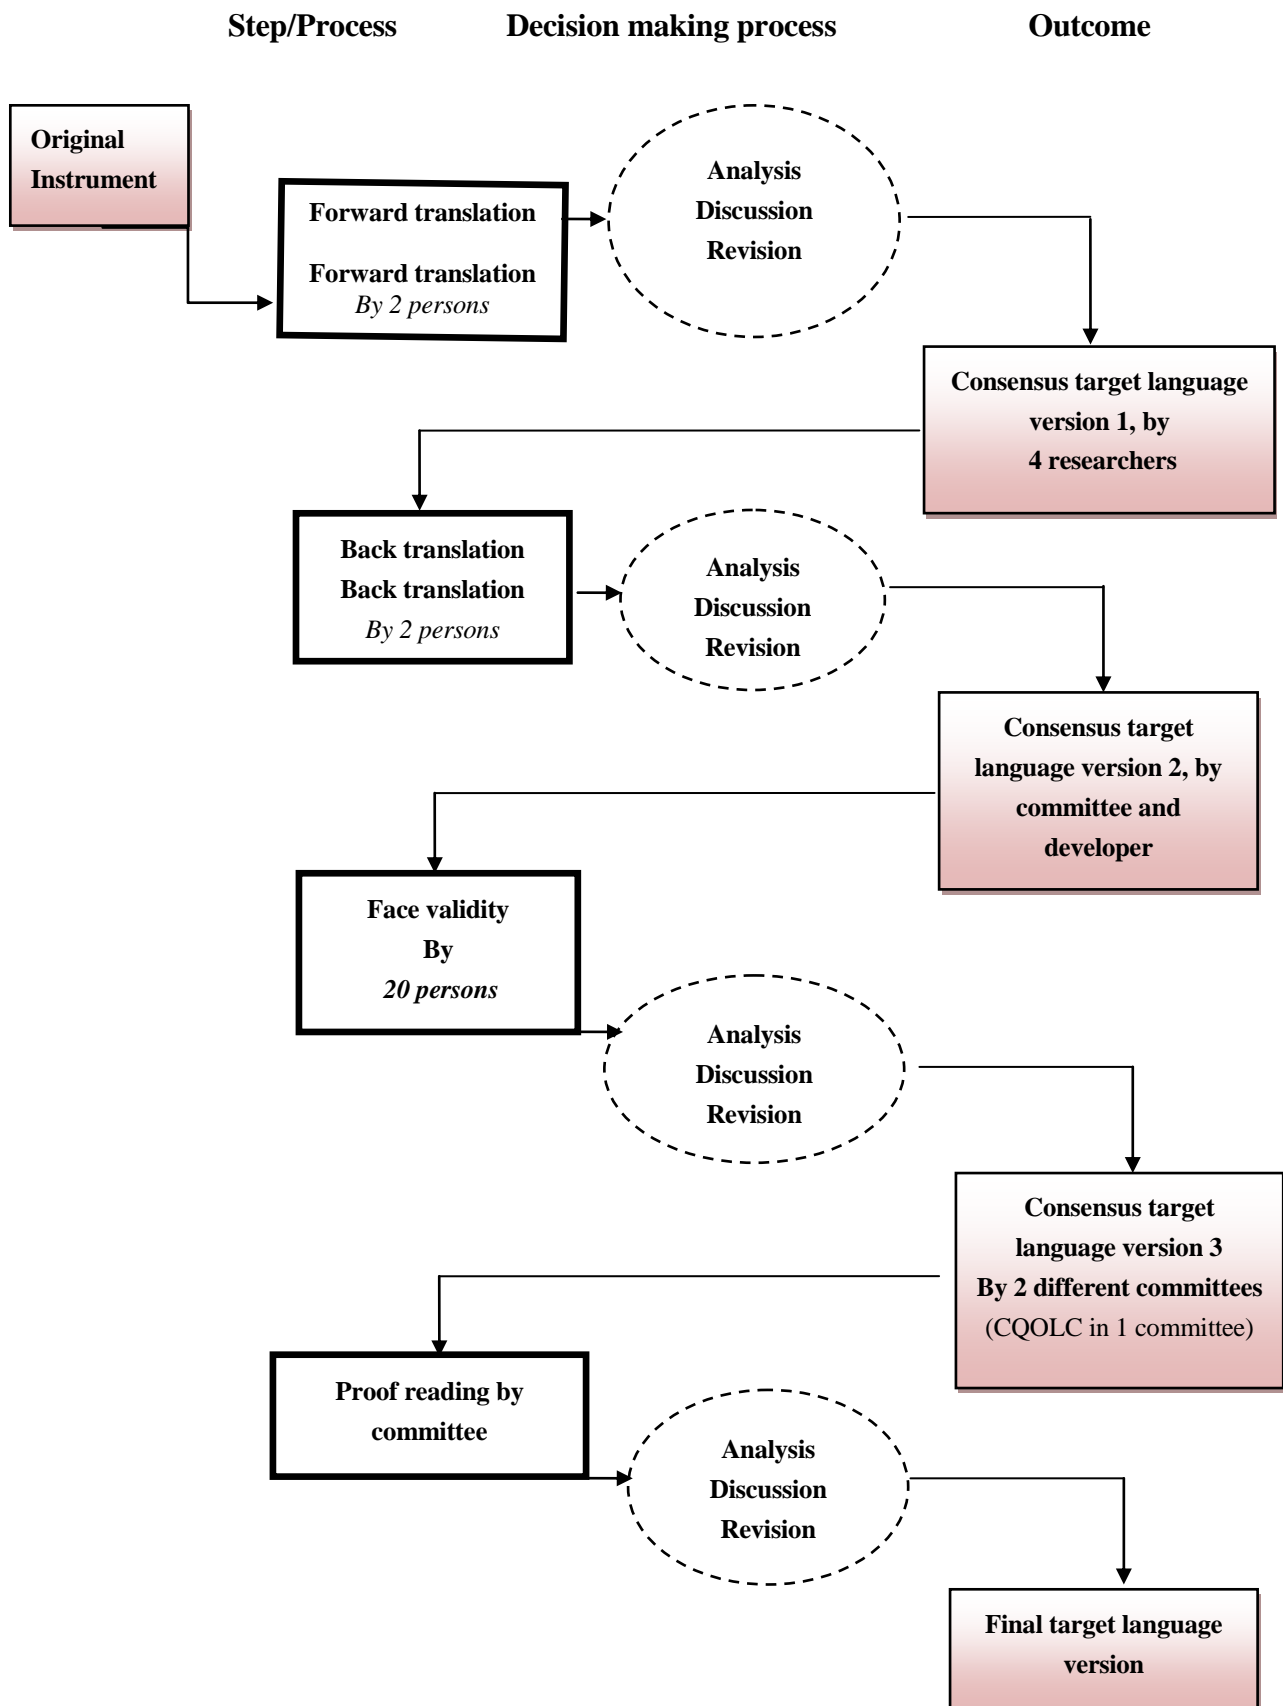 Step/Process Decision making process Outcome
Original
Instrument
Forward translation
Forward translation
By 2 persons
Analysis
Discussion
Revision
Consensus target language
version 1, by
4 researchers
Back translation
Back translation
By 2 persons
Analysis
Discussion
Revision
Consensus target
language version 2, by
committee and
developer
Face validity
By
20 persons
Analysis
Discussion
Revision
Consensus target
language version 3
By 2 different committees
(CQOLC in 1 committee)
Proof reading by
committee
Analysis
Discussion
Revision
Final target language
version